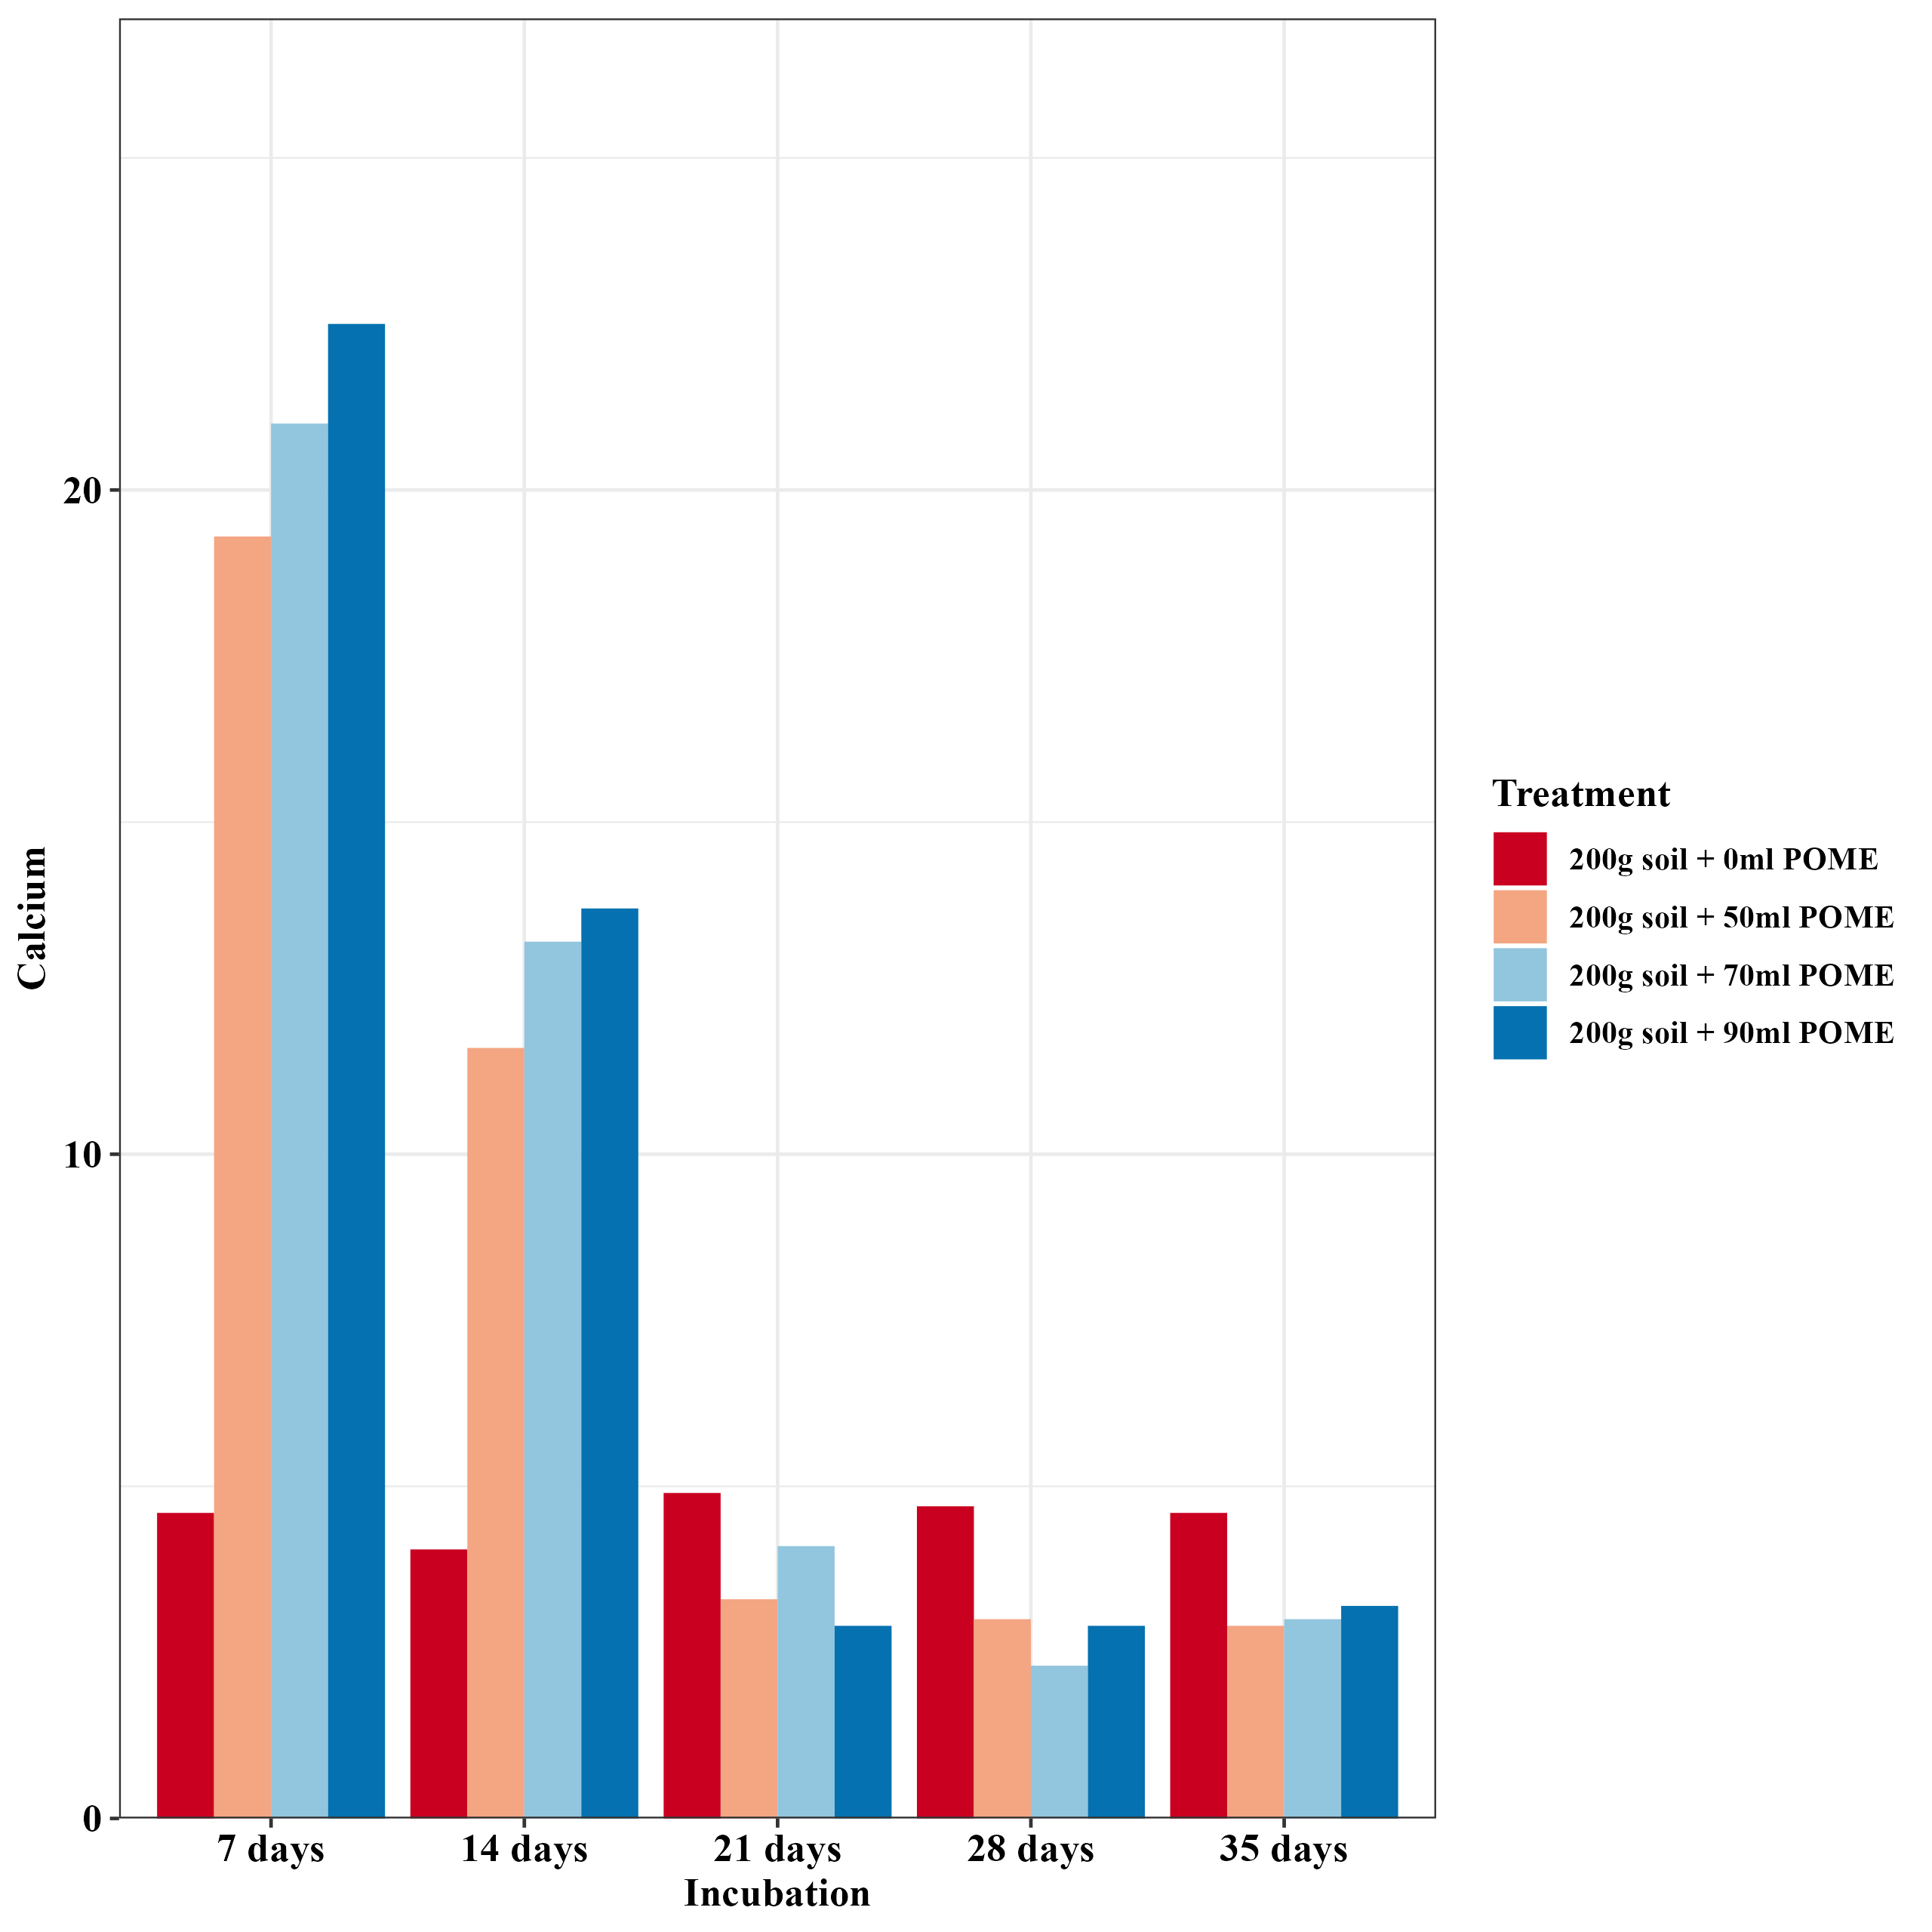 Calcium
20
10
0
7 days
14 days
21 days
28 days
35 days
Incubation
Treatment
200g soil + 0ml POME
200g soil + 50ml POME
200g soil + 70ml POME
200g soil + 90ml POME